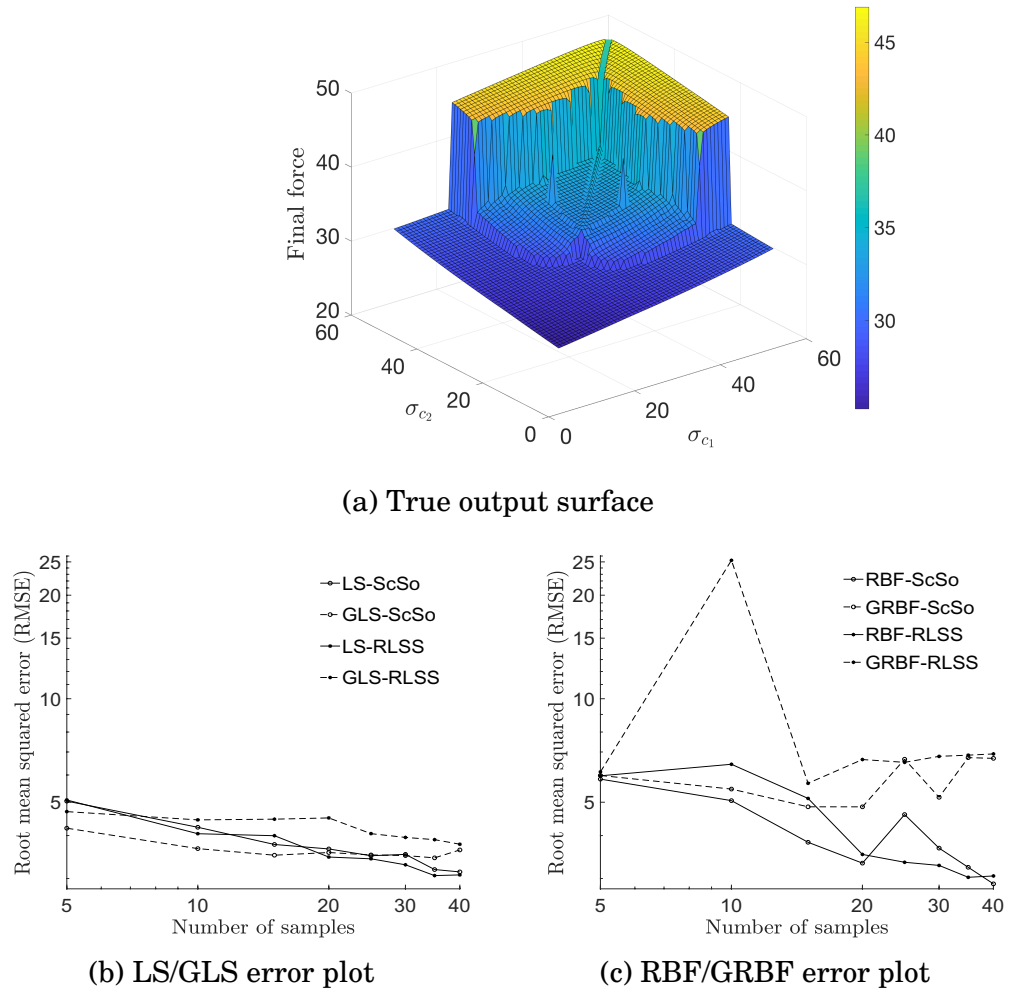 50
40
30
20
Final force
60
40
20
0
σc₂
0
20
40
60
σc₁
45
40
35
30
(a) True output surface
25
20
15
10
5
Root mean squared error (RMSE)
LS-ScSo
GLS-ScSo
LS-RLSS
GLS-RLSS
5
10
20
30
40
Number of samples
(b) LS/GLS error plot
25
20
15
10
5
Root mean squared error (RMSE)
RBF-ScSo
GRBF-ScSo
RBF-RLSS
GRBF-RLSS
5
10
20
30
40
Number of samples
(c) RBF/GRBF error plot